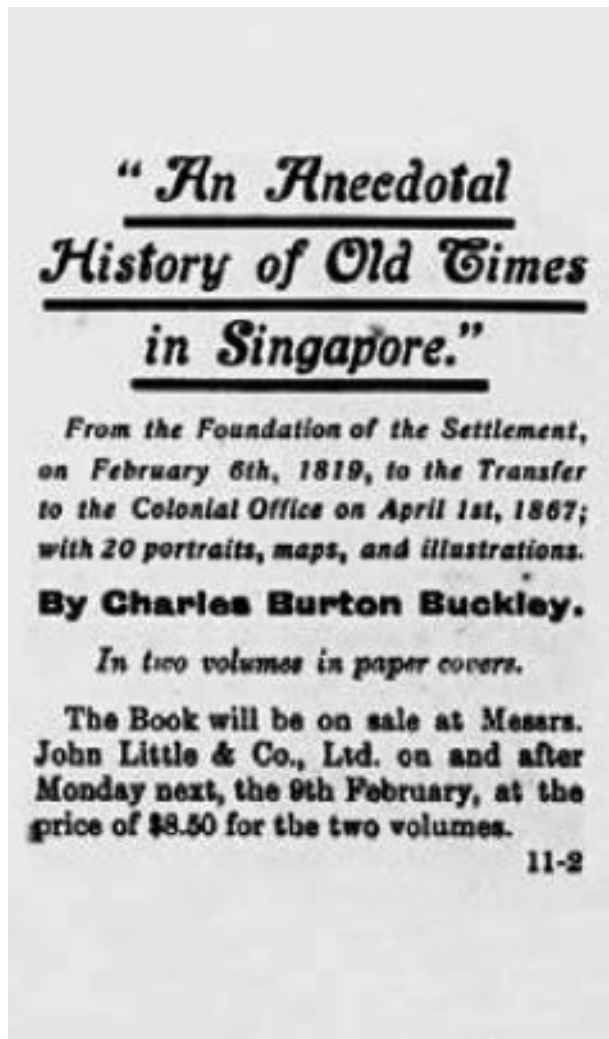 "An Anecdotal
History of Old Times
in Singapore."
From the Foundation of the Settlement,
on February 6th, 1819, to the Transfer
to the Colonial Office on April 1st, 1867;
with 20 portraits, maps, and illustrations.
By Charles Burton Buckley.
In two volumes in paper covers.
The Book will be on sale at Messrs.
John Little & Co., Ltd. on and after
Monday next, the 9th February, at the
price of $8.50 for the two volumes.
11-2